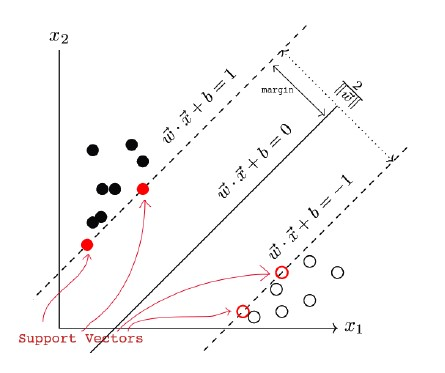 x₂
w⃗ · x⃗ + b = 1
margin
2
‖w⃗‖
w⃗ · x⃗ + b = 0
w⃗ · x⃗ + b = −1
x₁
Support Vectors